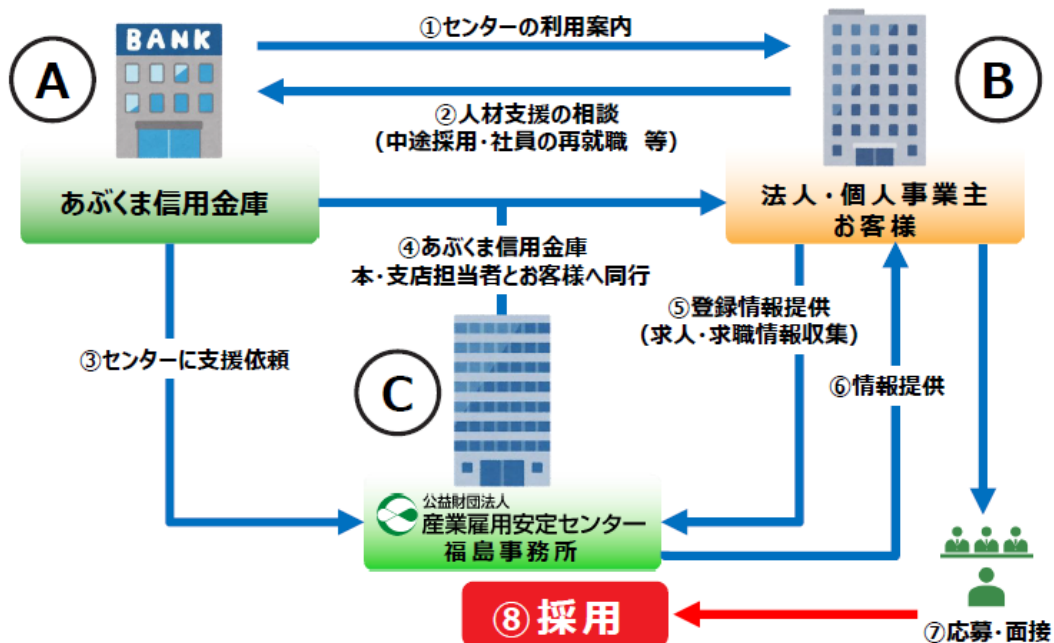 BANK
A
①センターの利用案内
B
②人材支援の相談
(中途採用・社員の再就職 等)
あぶくま信用金庫
法人・個人事業主
お客様
④あぶくま信用金庫
本・支店担当者とお客様へ同行
③センターに支援依頼
C
⑤登録情報提供
(求人・求職情報収集)
⑥情報提供
公益財団法人
産業雇用安定センター
福島事務所
⑧採用
⑦応募・面接